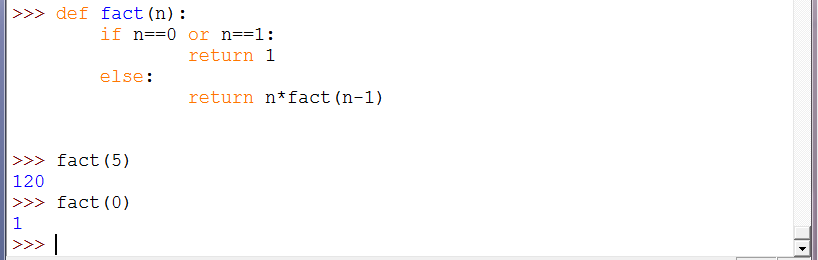 >>> def fact(n):
        if n==0 or n==1:
                return 1
        else:
                return n*fact(n-1)
>>> fact(5)
120
>>> fact(0)
1
>>>